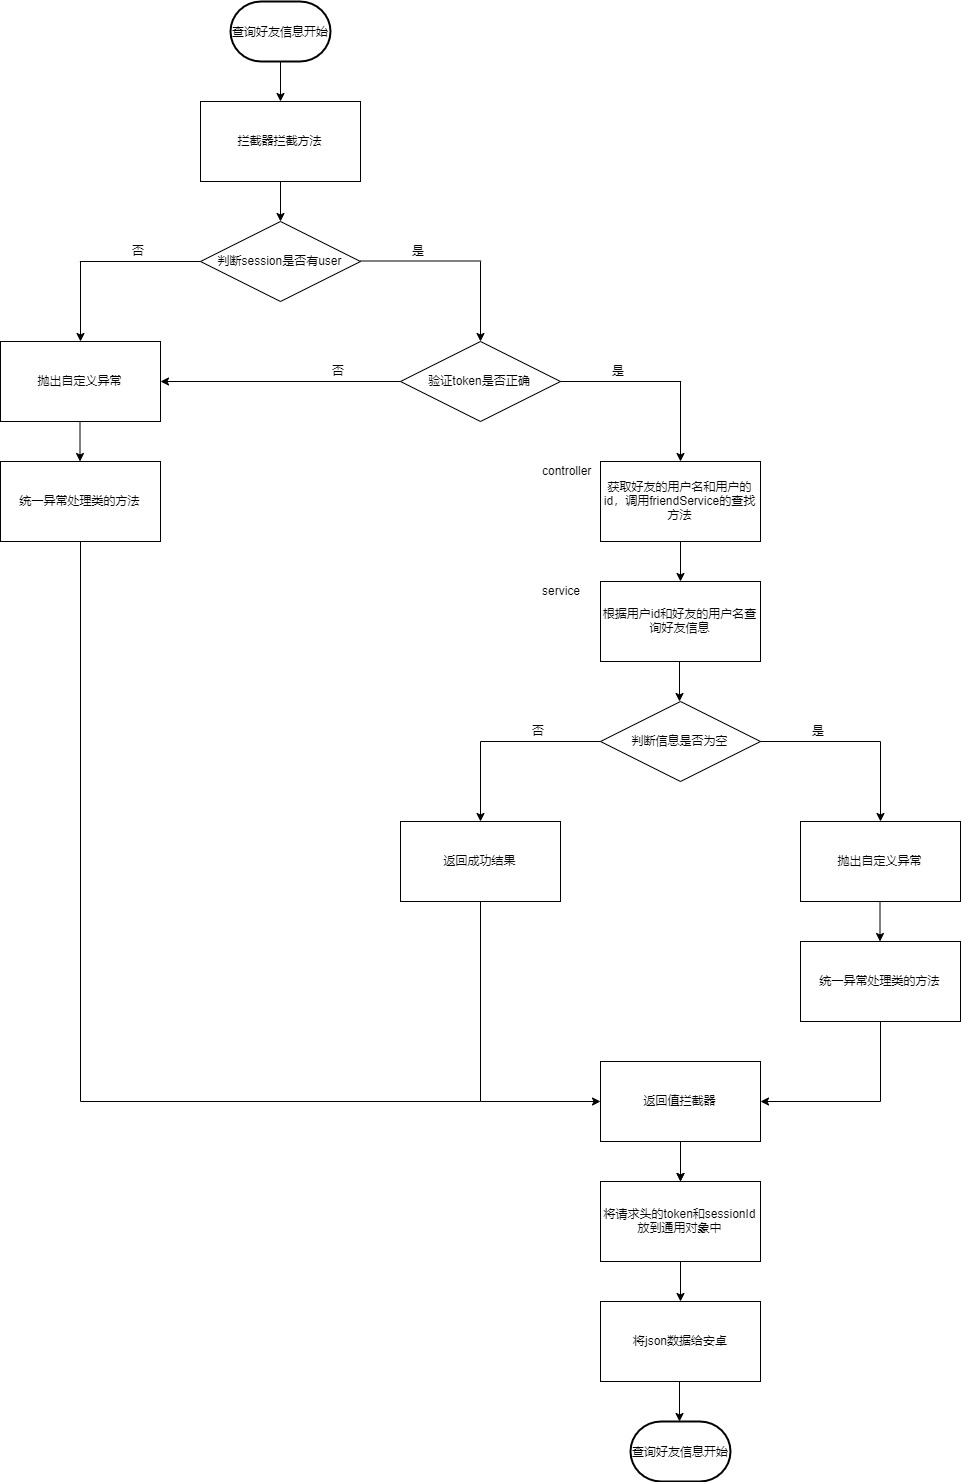 查询好友信息开始
拦截器拦截方法
否
是
判断session是否有user
否
是
抛出自定义异常
验证token是否正确
controller
获取好友的用户名和用户的
id，调用friendService的查找
方法
统一异常处理类的方法
service
根据用户id和好友的用户名查
询好友信息
否
是
判断信息是否为空
返回成功结果
抛出自定义异常
统一异常处理类的方法
返回值拦截器
将请求头的token和sessionId
放到通用对象中
将json数据给安卓
查询好友信息开始